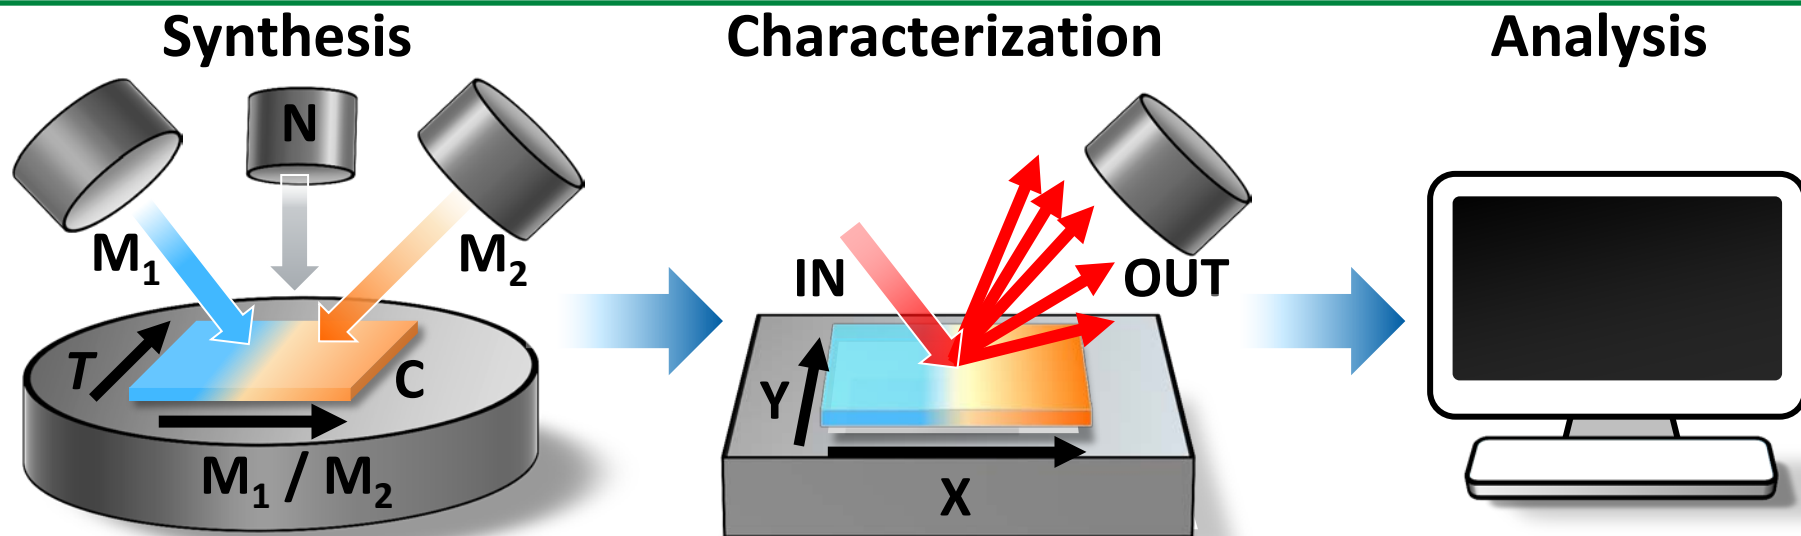 Synthesis
Characterization
Analysis
N
M₁
M₂
T
C
M₁ / M₂
IN
OUT
Y
X